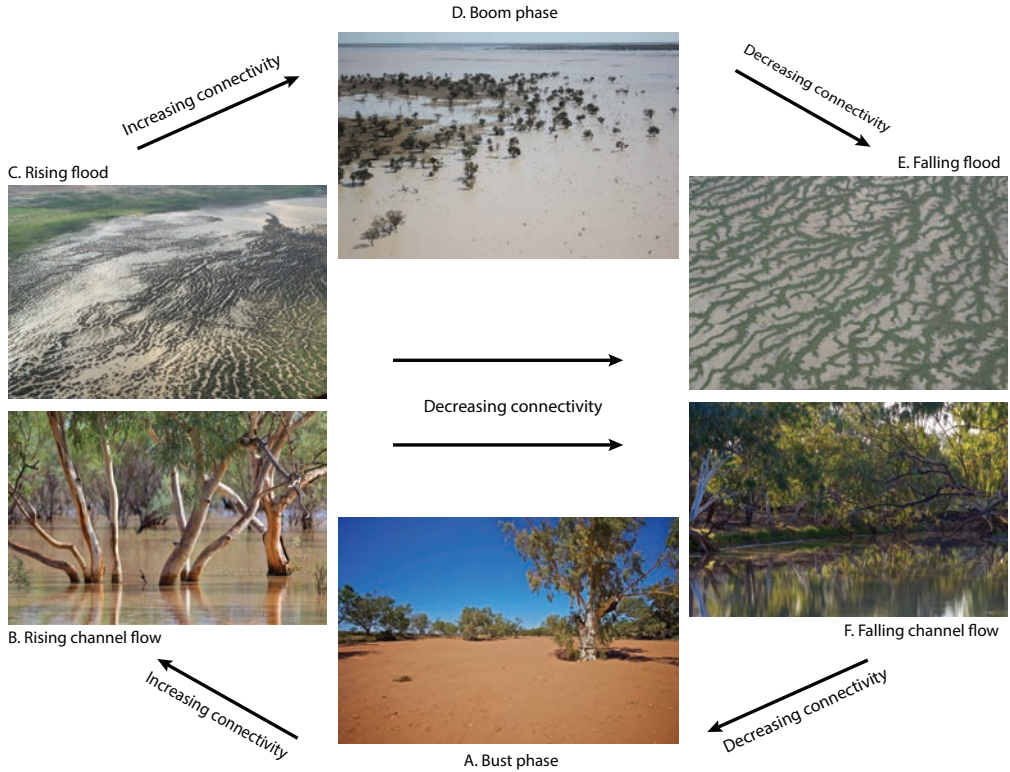 D. Boom phase
Increasing connectivity
Decreasing connectivity
C. Rising flood
E. Falling flood
Decreasing connectivity
B. Rising channel flow
F. Falling channel flow
Increasing connectivity
Decreasing connectivity
A. Bust phase